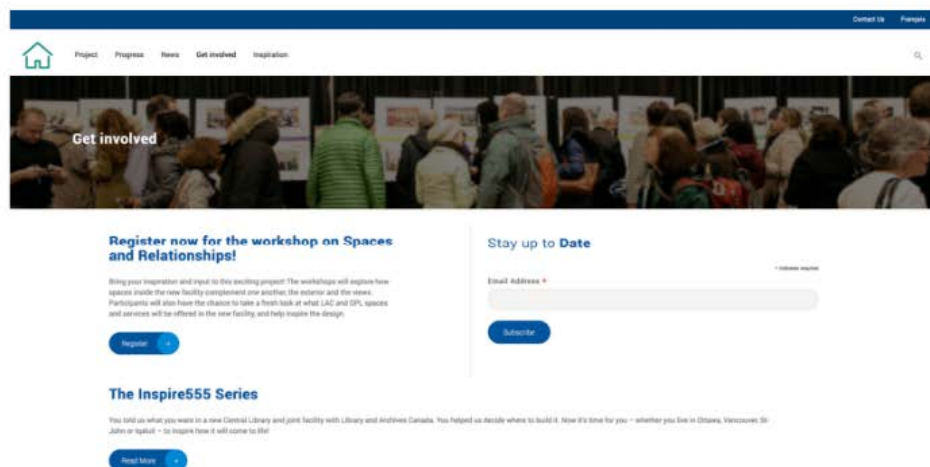 Contact Us Français
Project Progress News Get involved Inspiration
Get involved
Register now for the workshop on Spaces
and Relationships!
Bring your inspiration and input to this exciting project! The workshops will explore how
spaces inside the new facility complement one another, the exterior and the views.
Participants will also have the chance to take a fresh look at what LAC and OPL spaces
and services will be offered in the new facility, and help inspire the design.
Register
Stay up to Date
* indicates required
Email Address *
Subscribe
The Inspire555 Series
You told us what you want in a new Central Library and joint facility with Library and Archives Canada. You helped us decide where to build it. Now it's time for you – whether you live in Ottawa, Vancouver, St-
John or Iqaluit – to inspire how it will come to life!
Read More